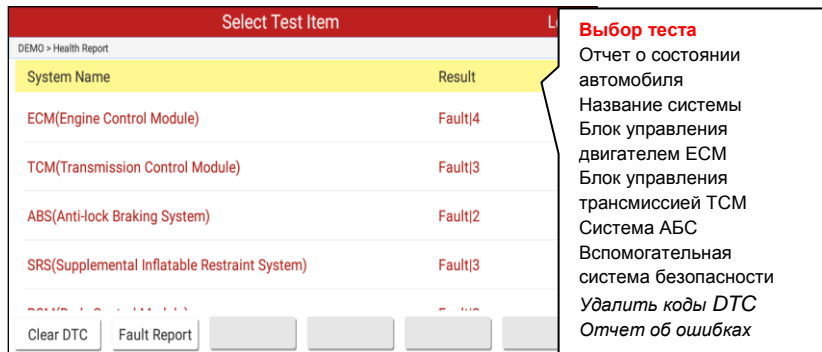 Select Test Item
DEMO > Health Report
System Name Result
ECM(Engine Control Module) Fault|4
TCM(Transmission Control Module) Fault|3
ABS(Anti-lock Braking System) Fault|2
SRS(Supplemental Inflatable Restraint System) Fault|3
Clear DTC Fault Report
Выбор теста
Отчет о состоянии
автомобиля
Название системы
Блок управления
двигателем ECM
Блок управления
трансмиссией TCM
Система АБС
Вспомогательная
система безопасности
Удалить коды DTC
Отчет об ошибках